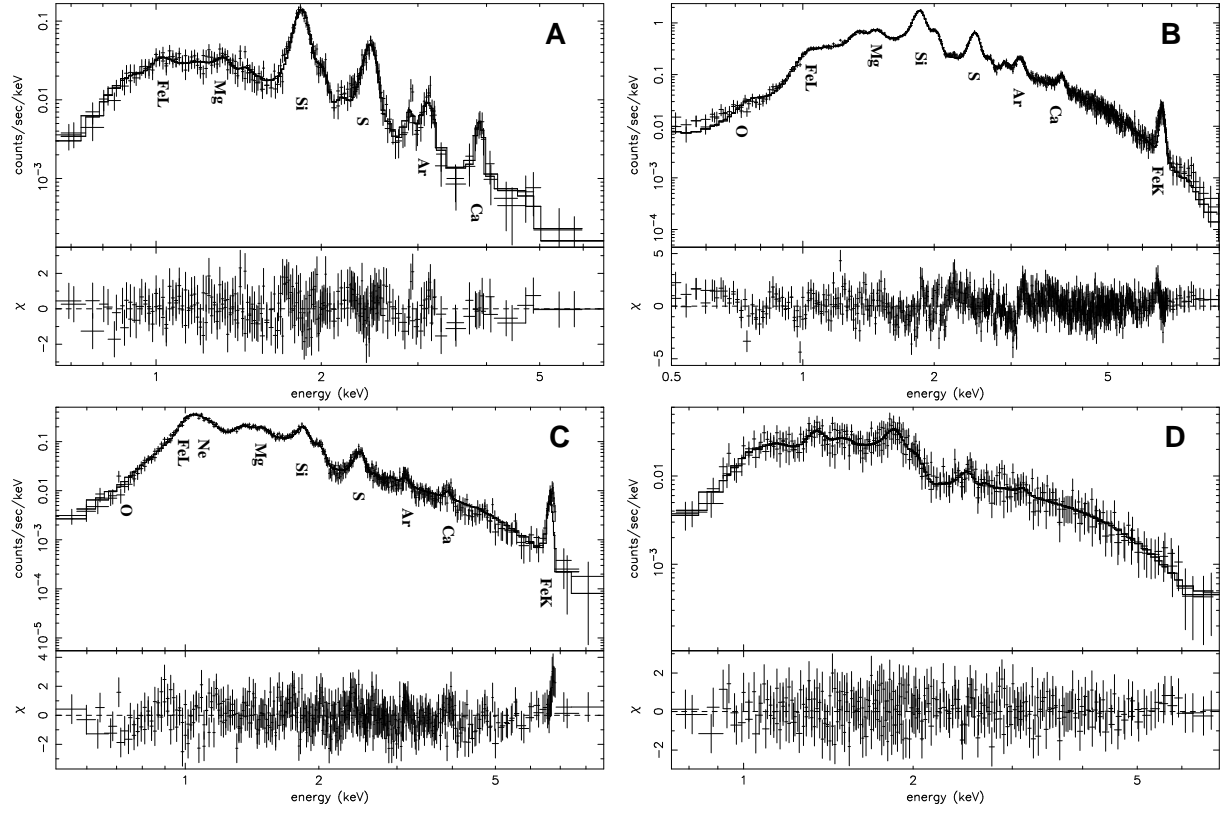 A
0.1
0.01
10⁻³
counts/sec/keV
FeL
Mg
Si
S
Ar
Ca
2
0
−2
χ
1
2
5
energy (keV)
B
1
0.1
0.01
10⁻³
10⁻⁴
counts/sec/keV
O
FeL
Mg
Si
S
Ar
Ca
FeK
5
0
−5
χ
0.5
1
2
5
energy (keV)
C
0.1
0.01
10⁻³
10⁻⁴
10⁻⁵
counts/sec/keV
O
FeL
Ne
Mg
Si
S
Ar
Ca
FeK
4
2
0
−2
χ
1
2
5
energy (keV)
D
0.01
10⁻³
counts/sec/keV
2
0
−2
χ
1
2
5
energy (keV)